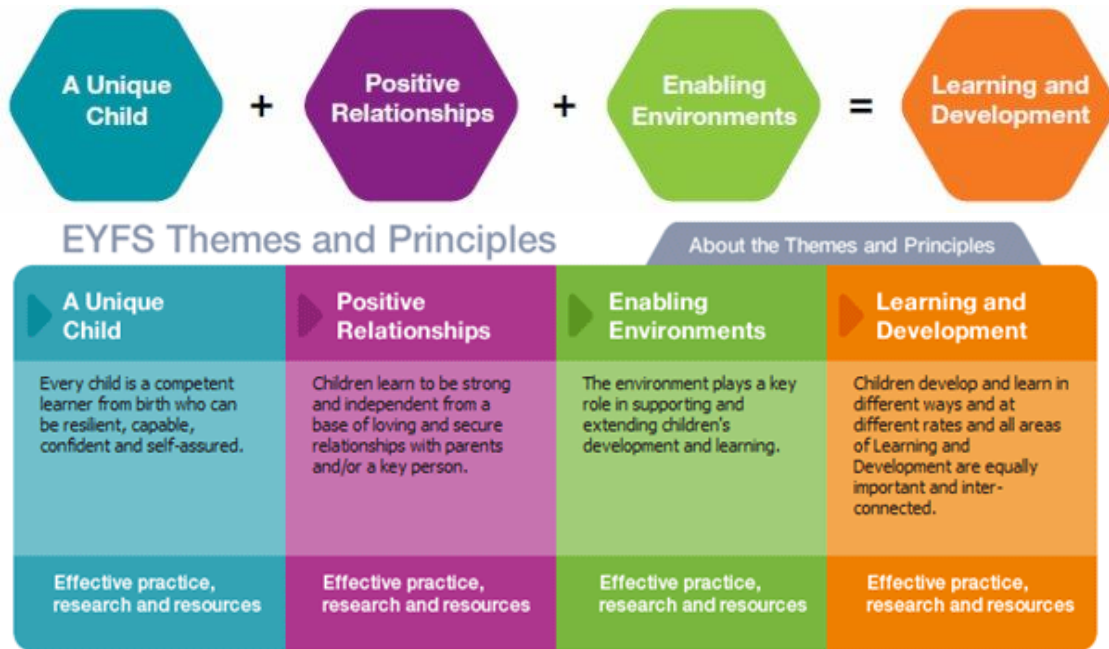 A Unique
Child
+
Positive
Relationships
+
Enabling
Environments
=
Learning and
Development
EYFS Themes and Principles
About the Themes and Principles
A Unique
Child
Every child is a competent
learner from birth who can
be resilient, capable,
confident and self-assured.
Effective practice,
research and resources
Positive
Relationships
Children learn to be strong
and independent from a
base of loving and secure
relationships with parents
and/or a key person.
Effective practice,
research and resources
Enabling
Environments
The environment plays a key
role in supporting and
extending children's
development and learning.
Effective practice,
research and resources
Learning and
Development
Children develop and learn in
different ways and at
different rates and all areas
of Learning and
Development are equally
important and inter-
connected.
Effective practice,
research and resources